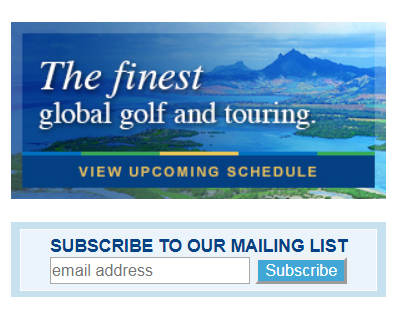 The finest
global golf and touring.
VIEW UPCOMING SCHEDULE
SUBSCRIBE TO OUR MAILING LIST
email address Subscribe